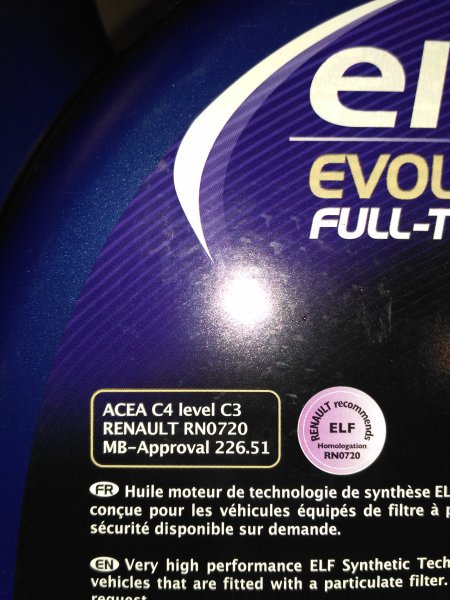 el
EVOL
FULL-T
ACEA C4 level C3
RENAULT RN0720
MB-Approval 226.51
RENAULT recommends
ELF
Homologation
RN0720
FR Huile moteur de technologie de synthèse EL
conçue pour les véhicules équipés de filtre à p
sécurité disponible sur demande.
EN Very high performance ELF Synthetic Tech
vehicles that are fitted with a particulate filter.
request.